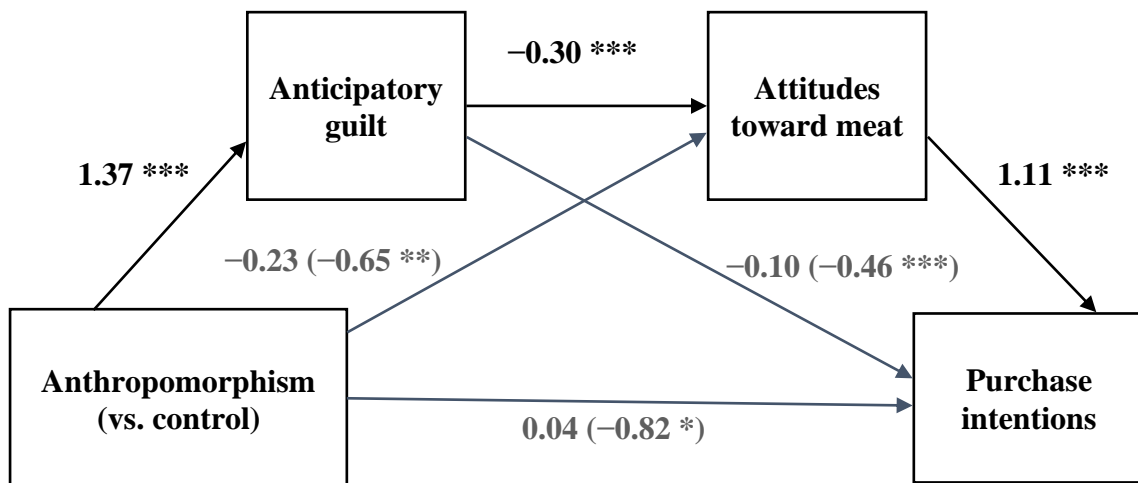 −0.30 ***
Anticipatory
guilt
Attitudes
toward meat
1.37 ***
1.11 ***
−0.23 (−0.65 **)
−0.10 (−0.46 ***)
Anthropomorphism
(vs. control)
Purchase
intentions
0.04 (−0.82 *)